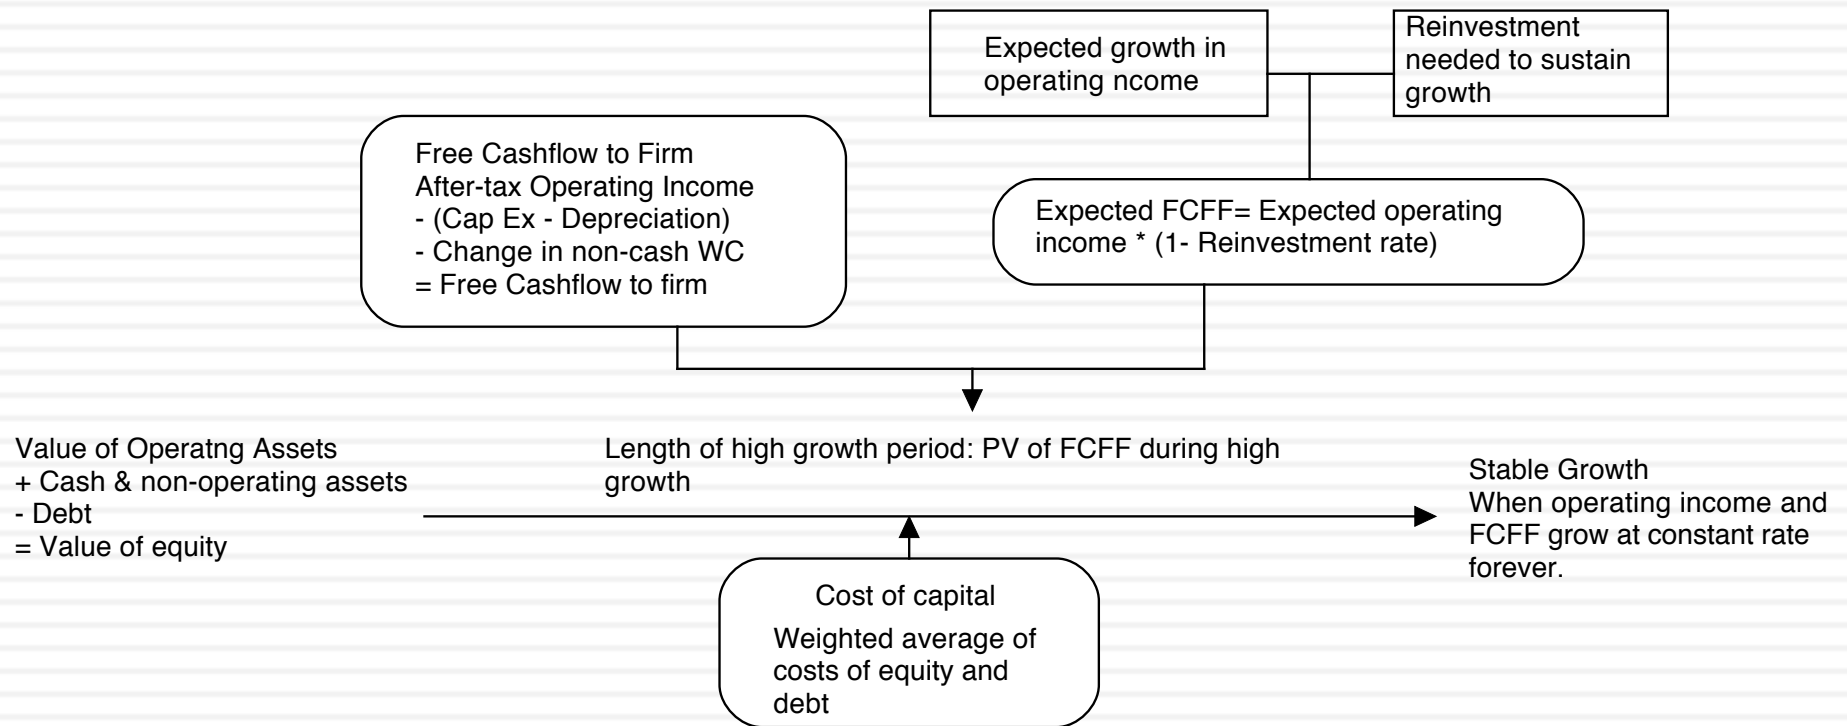 Expected growth in
operating ncome
Reinvestment
needed to sustain
growth
Free Cashflow to Firm
After-tax Operating Income
- (Cap Ex - Depreciation)
- Change in non-cash WC
= Free Cashflow to firm
Expected FCFF= Expected operating
income * (1- Reinvestment rate)
Value of Operatng Assets
+ Cash & non-operating assets
- Debt
= Value of equity
Length of high growth period: PV of FCFF during high
growth
Stable Growth
When operating income and
FCFF grow at constant rate
forever.
Cost of capital
Weighted average of
costs of equity and
debt